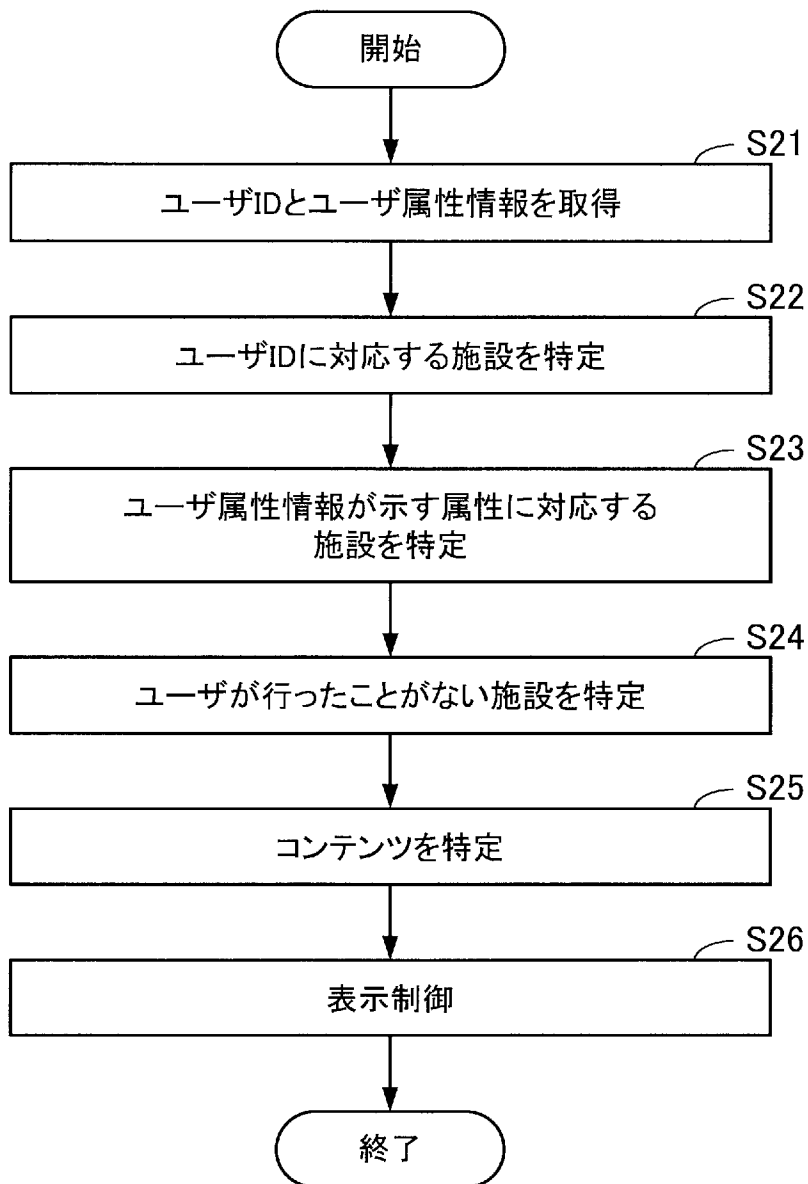 開始
S21
ユーザIDとユーザ属性情報を取得
S22
ユーザIDに対応する施設を特定
S23
ユーザ属性情報が示す属性に対応する
施設を特定
S24
ユーザが行ったことがない施設を特定
S25
コンテンツを特定
S26
表示制御
終了